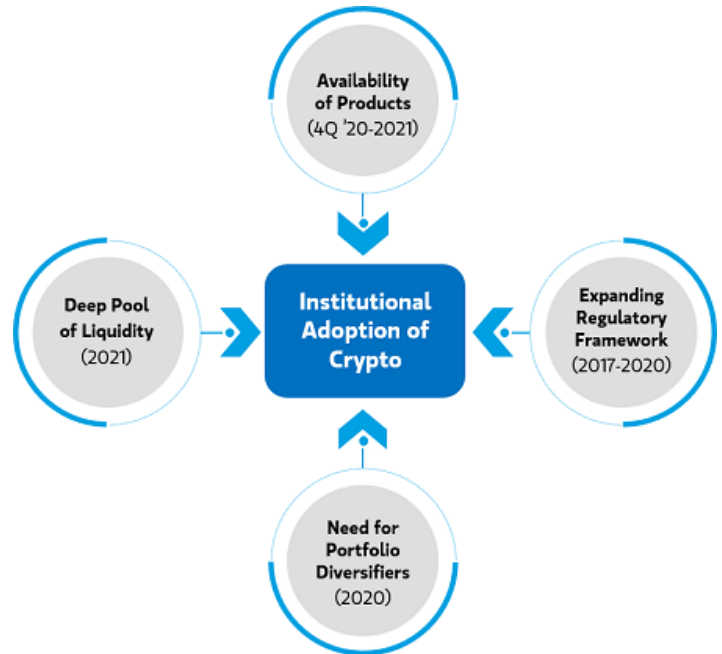 Availability
of Products
(4Q '20-2021)
Deep Pool
of Liquidity
(2021)
Institutional
Adoption of
Crypto
Expanding
Regulatory
Framework
(2017-2020)
Need for
Portfolio
Diversifiers
(2020)